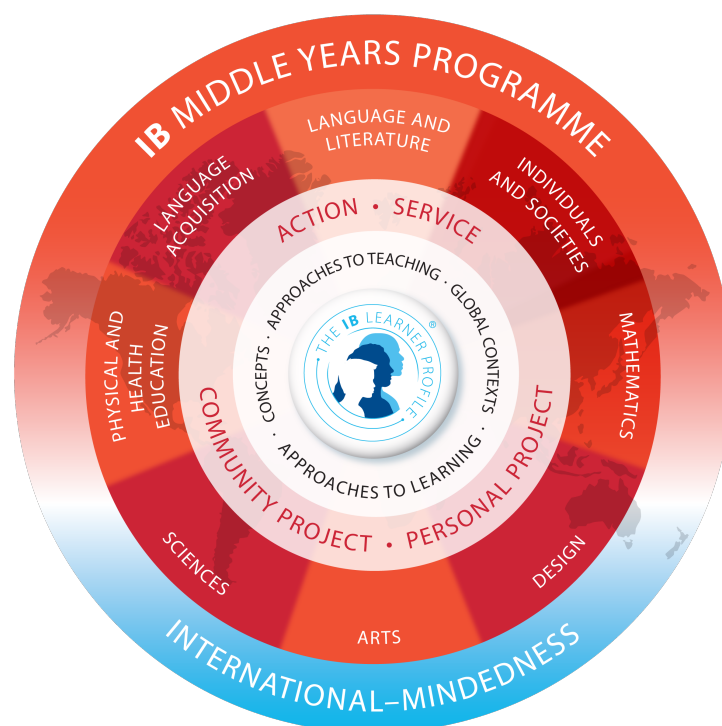 IB MIDDLE YEARS PROGRAMME
LANGUAGE AND
LITERATURE
INDIVIDUALS
AND SOCIETIES
MATHEMATICS
DESIGN
ARTS
SCIENCES
PHYSICAL AND
HEALTH
EDUCATION
LANGUAGE
ACQUISITION
ACTION • SERVICE
PERSONAL PROJECT •
COMMUNITY PROJECT
APPROACHES TO TEACHING ·
GLOBAL CONTEXTS ·
APPROACHES TO LEARNING ·
CONCEPTS ·
• THE IB LEARNER PROFILE •
®
INTERNATIONAL–MINDEDNESS